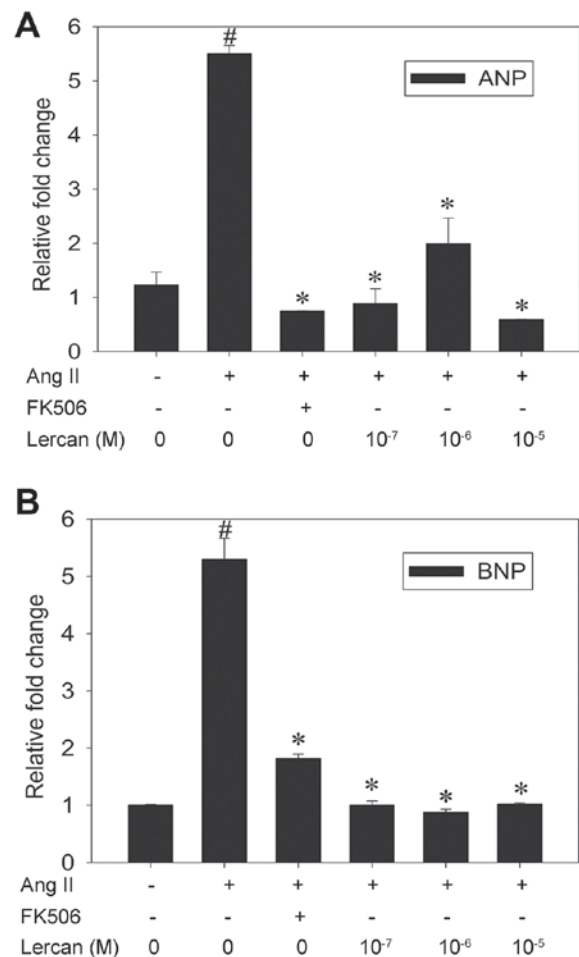 A
Relative fold change
6
5
4
3
2
1
0
#
*
*
*
*
ANP
Ang II - + + + + +
FK506 - - + - - -
Lercan (M) 0 0 0 10⁻⁷ 10⁻⁶ 10⁻⁵
B
Relative fold change
6
5
4
3
2
1
0
#
*
*
*
*
BNP
Ang II - + + + + +
FK506 - - + - - -
Lercan (M) 0 0 0 10⁻⁷ 10⁻⁶ 10⁻⁵